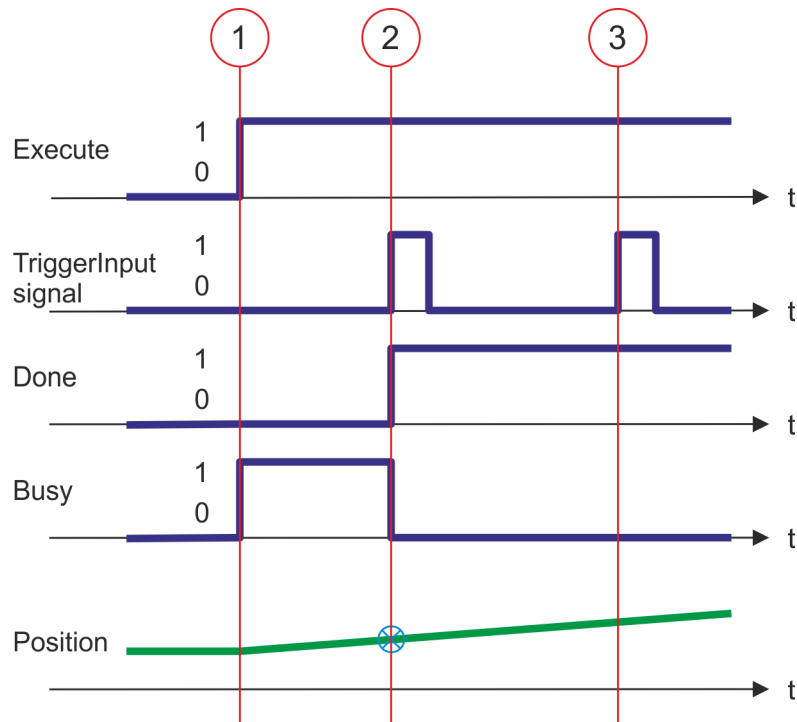 1 2 3
Execute 1
0
t
TriggerInput 1
signal 0
t
Done 1
0
t
Busy 1
0
t
Position
t